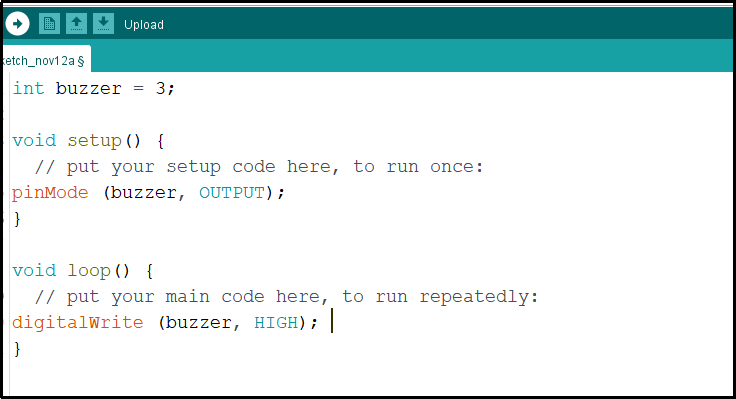 Upload
ketch_nov12a §
int buzzer = 3;
void setup() {
// put your setup code here, to run once:
pinMode (buzzer, OUTPUT);
}
void loop() {
// put your main code here, to run repeatedly:
digitalWrite (buzzer, HIGH);
}